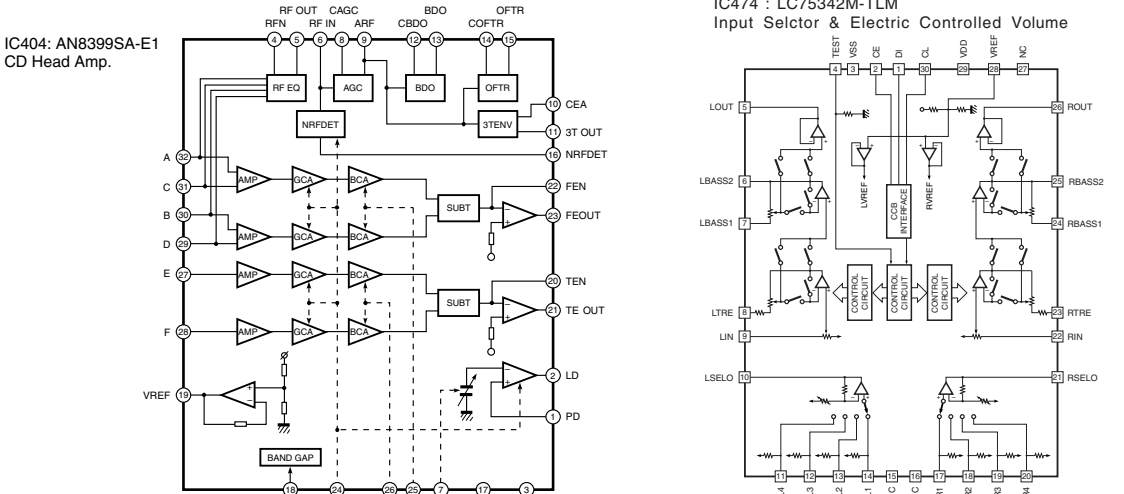 IC404: AN8399SA-E1
CD Head Amp.
RF OUT CAGC BDO OFTR
RFN RF IN ARF CBDO COFTR
4 5 6 8 9 12 13 14 15
RF EQ AGC BDO OFTR
NRFDET 3TENV
10 CEA
11 3T OUT
16 NRFDET
A 32
C 31
B 30
D 29
E 27
F 28
AMP GCA BCA
SUBT
AMP GCA BCA
AMP GCA BCA
SUBT
AMP GCA BCA
22 FEN
23 FEOUT
20 TEN
21 TE OUT
2 LD
1 PD
VREF 19
BAND GAP
18 24 26 25 7 17 3
IC474 : LC75342M-TLM
Input Selctor & Electric Controlled Volume
TEST VSS CE DI CL VDD VREF NC
4 3 2 1 30 29 28 27
LOUT 5
LBASS2 6
LBASS1 7
LTRE 8
LIN 9
LSELO 10
26 ROUT
25 RBASS2
24 RBASS1
23 RTRE
22 RIN
21 RSELO
LVREF
RVREF
CCB
INTERFACE
CONTROL
CIRCUIT
CONTROL
CIRCUIT
CONTROL
CIRCUIT
11 12 13 14 15 16 17 18 19 20